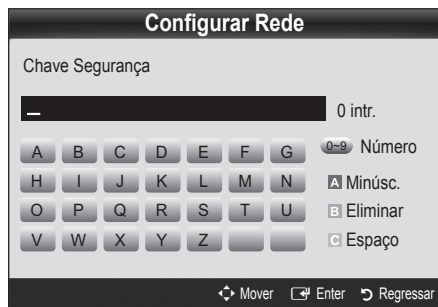 Configurar Rede
Chave Segurança
_ 0 intr.
A B C D E F G 0~9 Número
H I J K L M N A Minúsc.
O P Q R S T U B Eliminar
V W X Y Z C Espaço
Mover Enter Regressar